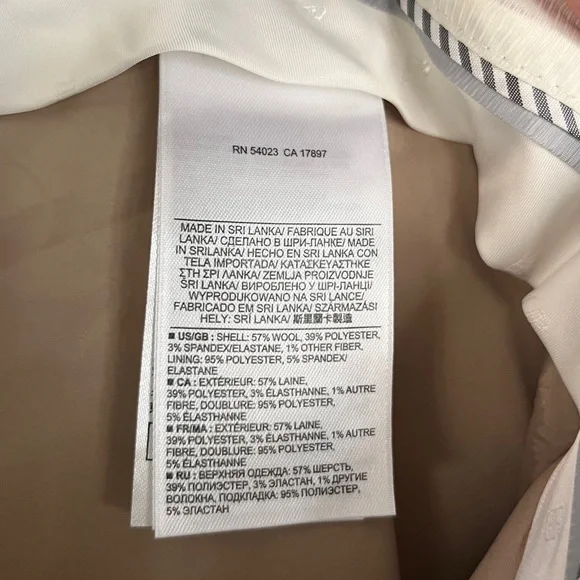 RN 54023 CA 17897
MADE IN SRI LANKA/ FABRIQUE AU SIRI
LANKA/ СДЕЛАНО В ШРИ-ЛАНКЕ/ MADE
IN SRILANKA/ HECHO EN SRI LANKA CON
TELA IMPORTADA/ ΚΑΤΑΣΚΕΥΑΣΤΗΚΕ
ΣΤΗ ΣΡΙ ΛΑΝΚΑ/ ZEMLJA PROIZVODNJE
SRI LANKA/ ВИРОБЛЕНО У ШРІ-ЛАНЦІ/
WYPRODUKOWANO NA SRI LANCE/
FABRICADO EM SRI LANKA/ SZÁRMAZÁSI
HELY: SRI LANKA/ 斯里蘭卡製造
■ US/GB : SHELL: 57% WOOL, 39% POLYESTER,
3% SPANDEX/ELASTANE, 1% OTHER FIBER,
LINING: 95% POLYESTER, 5% SPANDEX/
ELASTANE
■ CA : EXTÉRIEUR: 57% LAINE,
39% POLYESTER, 3% ÉLASTHANNE, 1% AUTRE
FIBRE, DOUBLURE: 95% POLYESTER,
5% ÉLASTHANNE
■ FR/MA : EXTÉRIEUR: 57% LAINE,
39% POLYESTER, 3% ÉLASTHANNE, 1% AUTRE
FIBRE, DOUBLURE: 95% POLYESTER,
5% ÉLASTHANNE
■ RU : ВЕРХНЯЯ ОДЕЖДА: 57% ШЕРСТЬ,
39% ПОЛИЭСТЕР, 3% ЭЛАСТАН, 1% ДРУГИЕ
ВОЛОКНА, ПОДКЛАДКА: 95% ПОЛИЭСТЕР,
5% ЭЛАСТАН